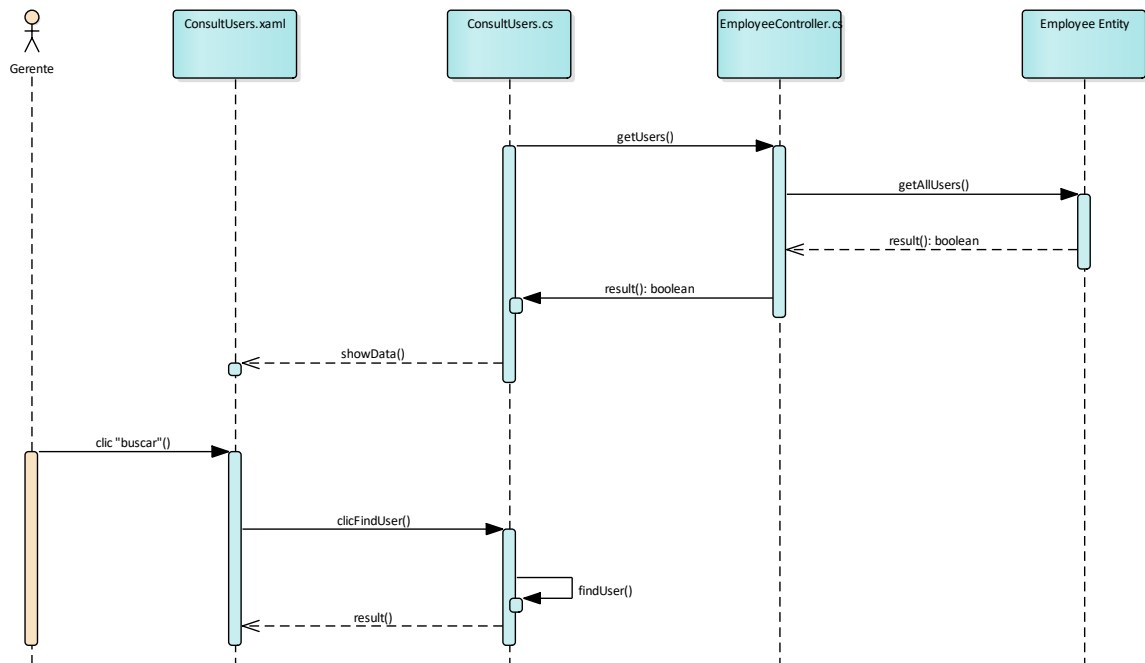 ConsultUsers.xaml
ConsultUsers.cs
EmployeeController.cs
Employee Entity
Gerente
getUsers()
getAllUsers()
result(): boolean
result(): boolean
showData()
clic "buscar"()
clicFindUser()
findUser()
result()